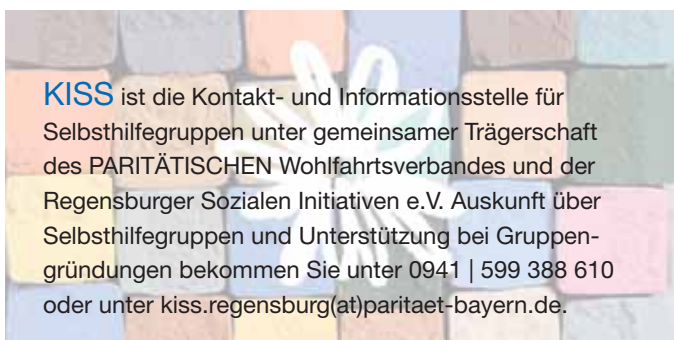 KISS ist die Kontakt- und Informationsstelle für
Selbsthilfegruppen unter gemeinsamer Trägerschaft
des PARITÄTISCHEN Wohlfahrtsverbandes und der
Regensburger Sozialen Initiativen e.V. Auskunft über
Selbsthilfegruppen und Unterstützung bei Gruppen-
gründungen bekommen Sie unter 0941 | 599 388 610
oder unter kiss.regensburg(at)paritaet-bayern.de.